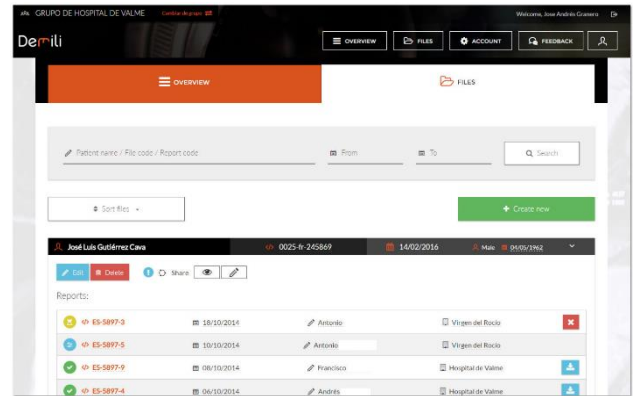 GRUPO DE HOSPITAL DE VALME Cambiar de grupo Welcome, Jose Andrés Granero
Demili OVERVIEW FILES ACCOUNT FEEDBACK
OVERVIEW FILES
Patient name / File code / Report code From To Search
Sort files Create new
José Luis Gutiérrez Cava 0025-fr-245869 14/02/2016 Male 04/05/1962
Edit Delete Share
Reports:
ES-5897-3 18/10/2014 Antonio Virgen del Rocio
ES-5897-5 10/10/2014 Antonio Virgen del Rocio
ES-5897-9 08/10/2014 Francisco Hospital de Valme
ES-5897-4 06/10/2014 Andrés Hospital de Valme